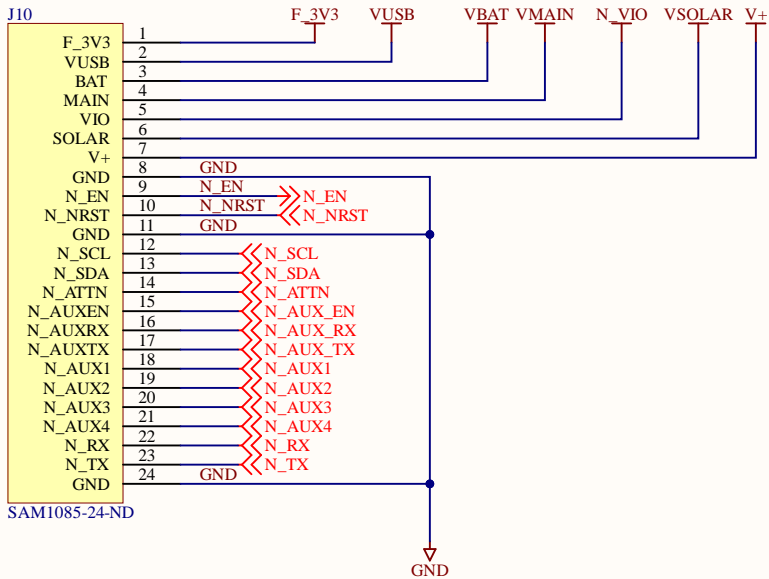 J10 F_3V3 VUSB VBAT VMAIN N_VIO VSOLAR V+
F_3V3 1
VUSB 2
BAT 3
MAIN 4
VIO 5
SOLAR 6
V+ 7
GND 8 GND
N_EN 9 N_EN N_EN
N_NRST 10 N_NRST N_NRST
GND 11 GND
N_SCL 12 N_SCL
N_SDA 13 N_SDA
N_ATTN 14 N_ATTN
N_AUXEN 15 N_AUX_EN
N_AUXRX 16 N_AUX_RX
N_AUXTX 17 N_AUX_TX
N_AUX1 18 N_AUX1
N_AUX2 19 N_AUX2
N_AUX3 20 N_AUX3
N_AUX4 21 N_AUX4
N_RX 22 N_RX
N_TX 23 N_TX
GND 24 GND
SAM1085-24-ND
GND